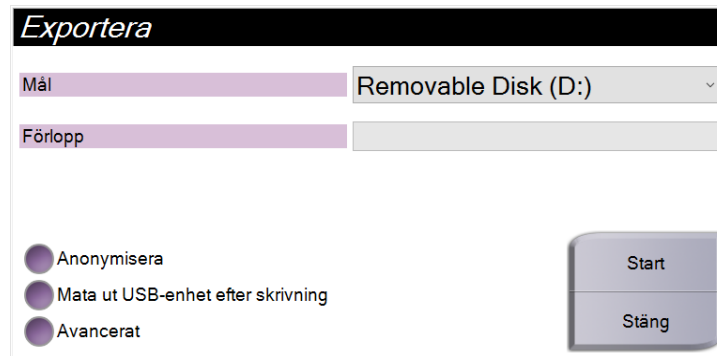 Exportera
Mål
Removable Disk (D:)
Förlopp
Anonymisera
Mata ut USB-enhet efter skrivning
Avancerat
Start
Stäng